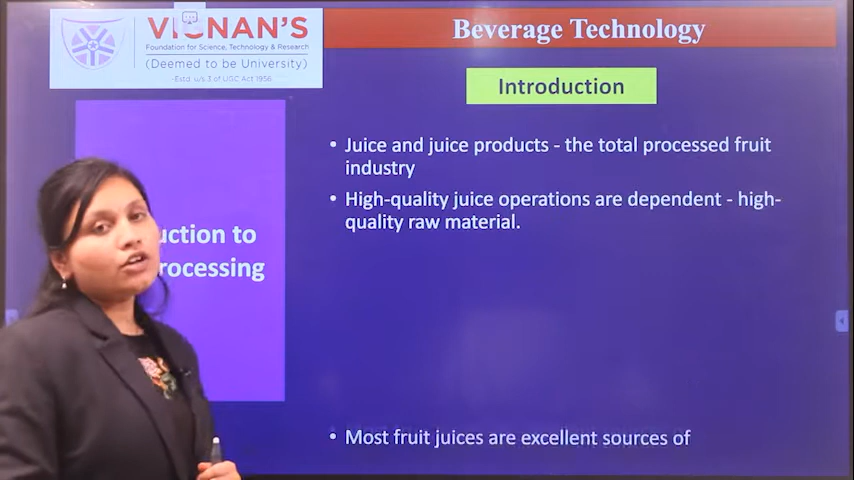 VIGNAN'S
Foundation for Science, Technology & Research
(Deemed to be University)
-Estd. u/s 3 of UGC Act 1956
Beverage Technology
Introduction
uction to
rocessing
• Juice and juice products - the total processed fruit
industry
• High-quality juice operations are dependent - high-
quality raw material.
• Most fruit juices are excellent sources of